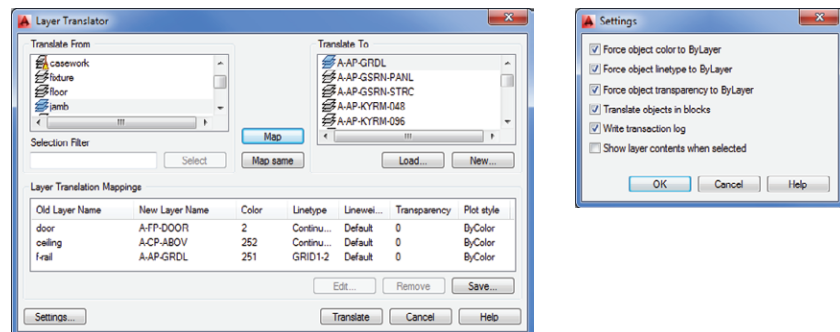 Layer Translator
Translate From
Translate To
casework
fixture
floor
jamb
A-AP-GRDL
A-AP-GSRN-PANL
A-AP-GSRN-STRC
A-AP-KYRM-048
A-AP-KYRM-096
Selection Filter
Select
Map
Map same
Load...
New...
Layer Translation Mappings
Old Layer Name New Layer Name Color Linetype Linewei... Transparency Plot style
door A-FP-DOOR 2 Continu... Default 0 ByColor
ceiling A-CP-ABOV 252 Continu... Default 0 ByColor
f-rail A-AP-GRDL 251 GRID1-2 Default 0 ByColor
Edit... Remove Save...
Settings... Translate Cancel Help
Settings
Force object color to ByLayer
Force object linetype to ByLayer
Force object transparency to ByLayer
Translate objects in blocks
Write transaction log
Show layer contents when selected
OK Cancel Help